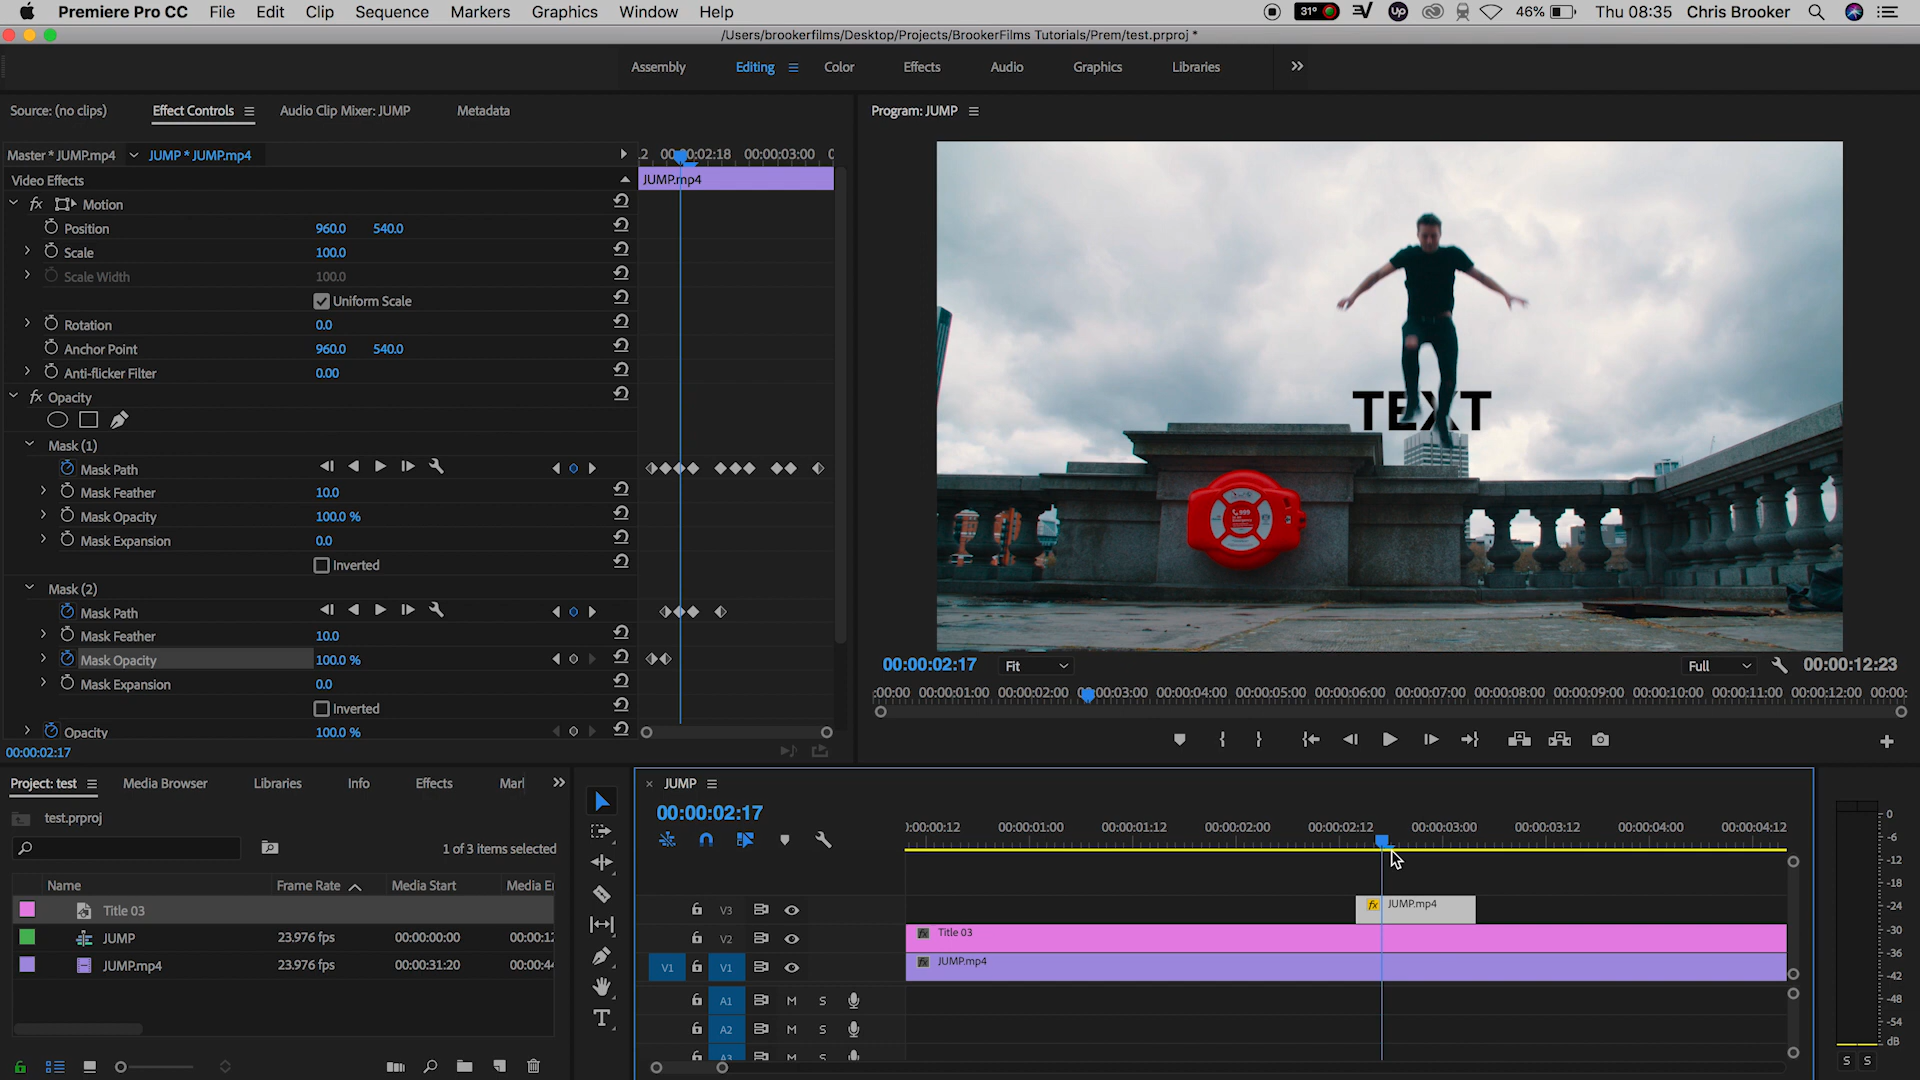 Premiere Pro CC File Edit Clip Sequence Markers Graphics Window Help 31° 46% Thu 08:35 Chris Brooker
/Users/brookerfilms/Desktop/Projects/BrookerFilms Tutorials/Prem/test.prproj *
Assembly Editing Color Effects Audio Graphics Libraries
Source: (no clips) Effect Controls Audio Clip Mixer: JUMP Metadata
Program: JUMP
Master * JUMP.mp4 JUMP * JUMP.mp4
00:00:03:00
Video Effects
JUMP.mp4
fx Motion
Position 960.0 540.0
Scale 100.0
Scale Width 100.0
Uniform Scale
Rotation 0.0
Anchor Point 960.0 540.0
Anti-flicker Filter 0.00
fx Opacity
Mask (1)
Mask Path
Mask Feather 10.0
Mask Opacity 100.0 %
Mask Expansion 0.0
Inverted
Mask (2)
Mask Path
Mask Feather 10.0
Mask Opacity 100.0 %
Mask Expansion 0.0
Inverted
Opacity 100.0 %
00:00:02:17
TEXT
999
00:00:02:17 Fit Full 00:00:12:23
:00:00 00:00:01:00 00:00:02:00 00:00:04:00 00:00:05:00 00:00:06:00 00:00:07:00 00:00:08:00 00:00:09:00 00:00:10:00 00:00:11:00 00:00:12:00 00:00:
Project: test Media Browser Libraries Info Effects Marl
test.prproj
1 of 3 items selected
Name Frame Rate Media Start Media E
Title 03
JUMP 23.976 fps 00:00:00:00 00:00:12
JUMP.mp4 23.976 fps 00:00:31:20 00:00:44
JUMP
00:00:02:17
00:00:01:00 00:00:01:12 00:00:02:00 00:00:02:12 00:00:03:00 00:00:03:12 00:00:04:00 00:00:04:12
V3 fx JUMP.mp4
V2 fx Title 03
V1 V1 fx JUMP.mp4
A1 M S
A2 M S
A3 M S
0
-6
-12
-18
-24
-30
-36
-42
-48
-54
dB
S S